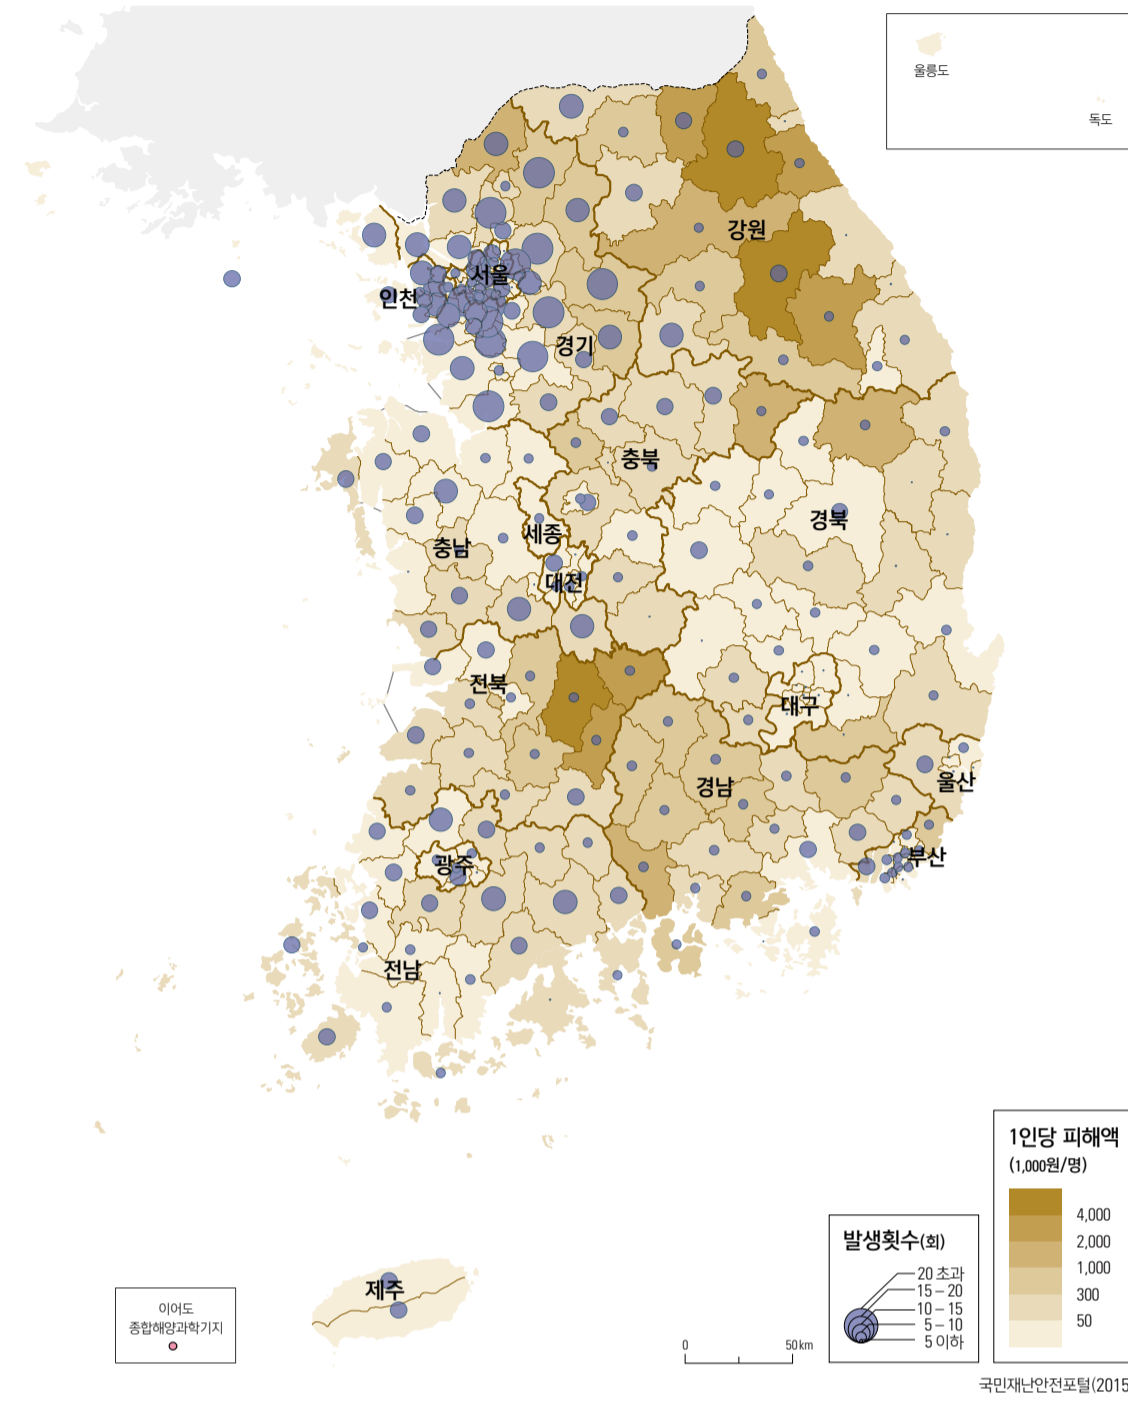 울릉도
독도
강원
서울
인천
경기
충북
경북
세종
충남
대전
전북
대구
경남
울산
부산
광주
전남
제주
이어도
종합해양과학기지
0 50 km
발생횟수(회)
20 초과
15 – 20
10 – 15
5 – 10
5 이하
1인당 피해액
(1,000원/명)
4,000
2,000
1,000
300
50
국민재난안전포털(2015